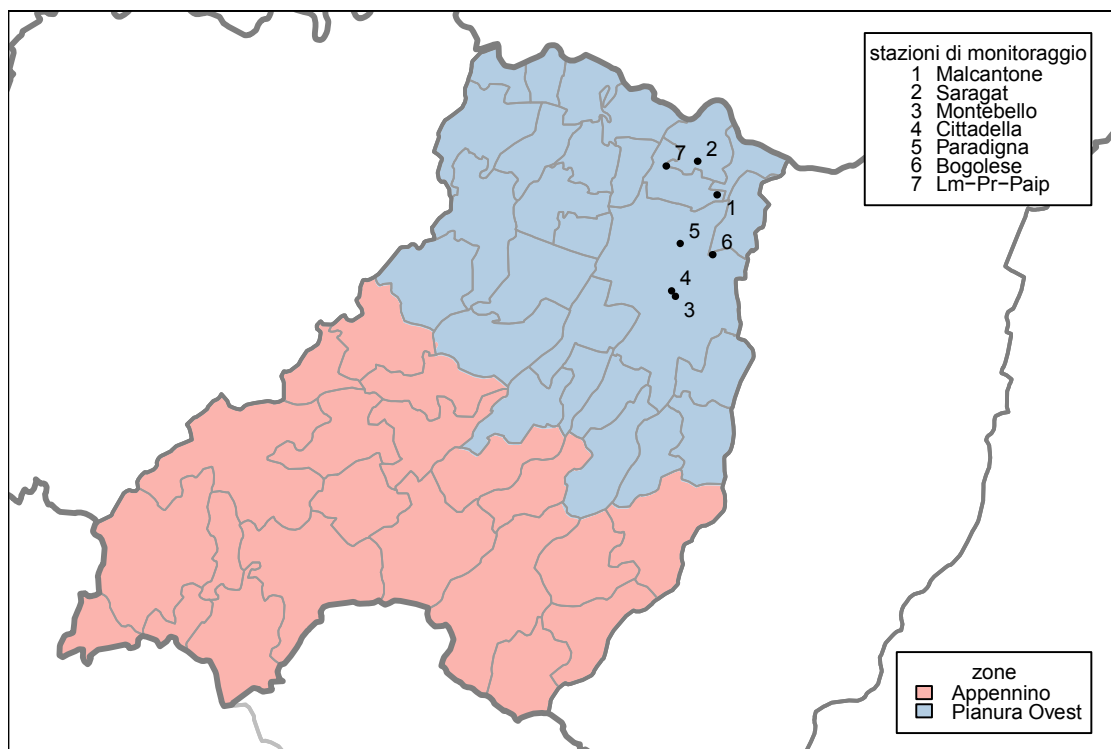 stazioni di monitoraggio
1 Malcantone
2 Saragat
3 Montebello
4 Cittadella
5 Paradigna
6 Bogolese
7 Lm−Pr−Paip
7
2
1
5
6
4
3
zone
Appennino
Pianura Ovest